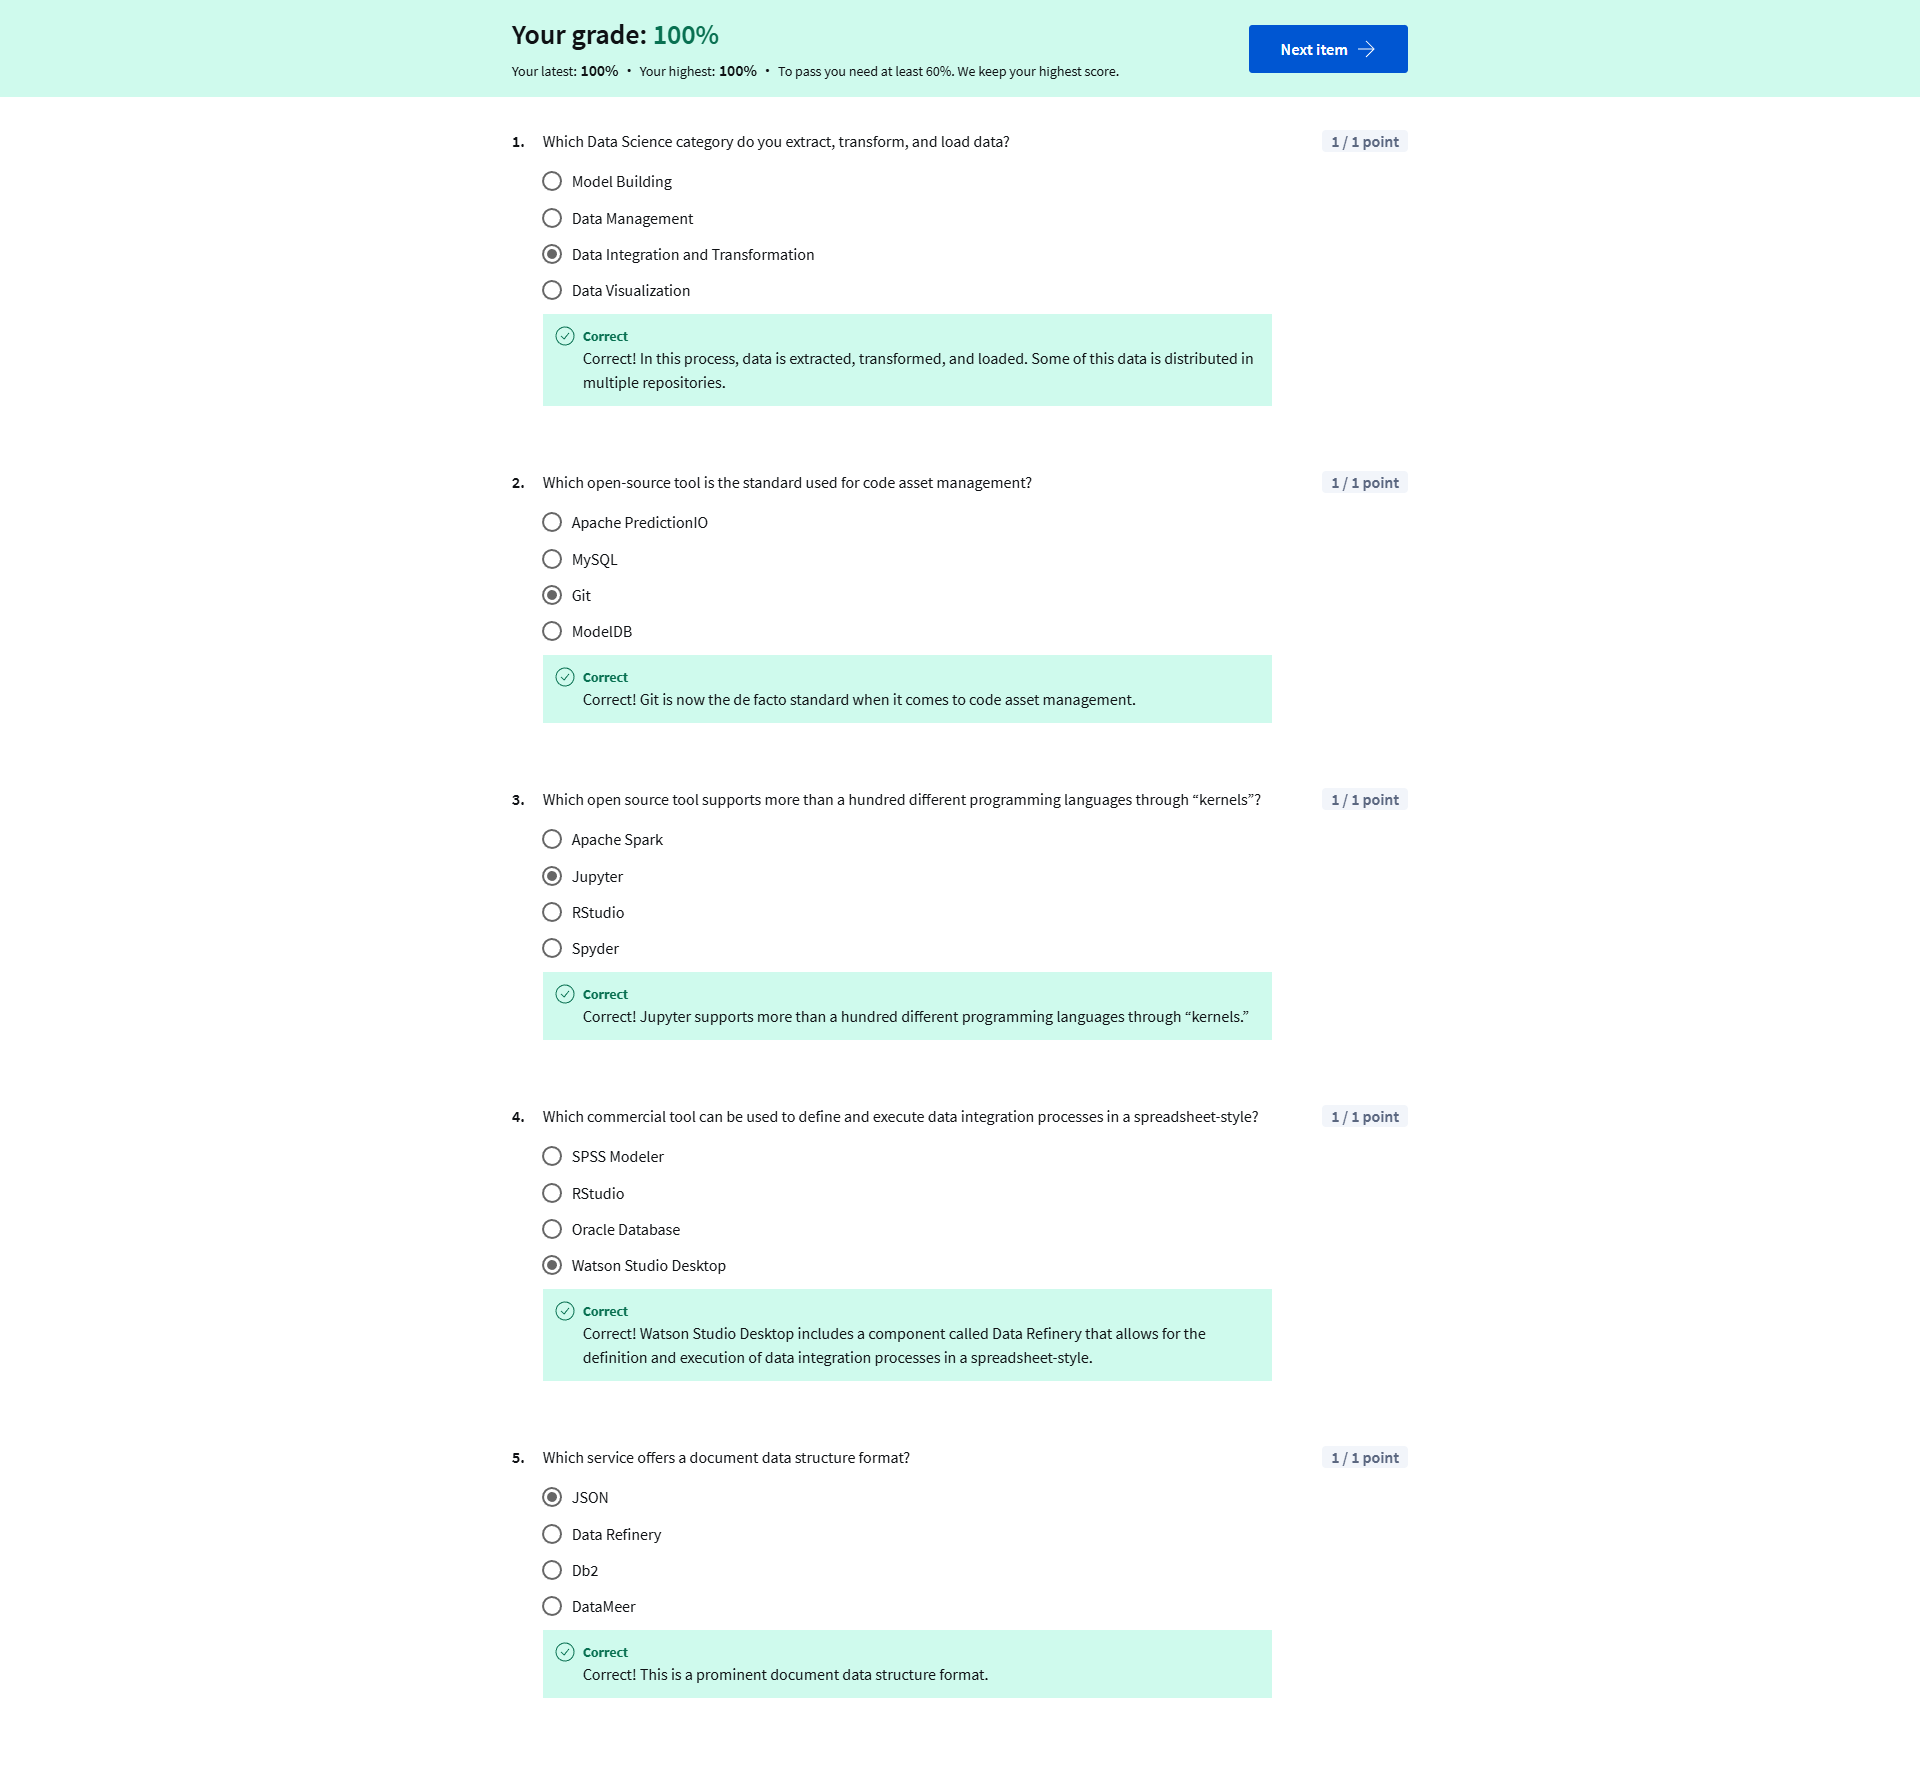 Your grade: 100%
Your latest: 100% • Your highest: 100% • To pass you need at least 60%. We keep your highest score.
Next item
1. Which Data Science category do you extract, transform, and load data?
1 / 1 point
Model Building
Data Management
Data Integration and Transformation
Data Visualization
Correct
Correct! In this process, data is extracted, transformed, and loaded. Some of this data is distributed in
multiple repositories.
2. Which open-source tool is the standard used for code asset management?
1 / 1 point
Apache PredictionIO
MySQL
Git
ModelDB
Correct
Correct! Git is now the de facto standard when it comes to code asset management.
3. Which open source tool supports more than a hundred different programming languages through “kernels”?
1 / 1 point
Apache Spark
Jupyter
RStudio
Spyder
Correct
Correct! Jupyter supports more than a hundred different programming languages through “kernels.”
4. Which commercial tool can be used to define and execute data integration processes in a spreadsheet-style?
1 / 1 point
SPSS Modeler
RStudio
Oracle Database
Watson Studio Desktop
Correct
Correct! Watson Studio Desktop includes a component called Data Refinery that allows for the
definition and execution of data integration processes in a spreadsheet-style.
5. Which service offers a document data structure format?
1 / 1 point
JSON
Data Refinery
Db2
DataMeer
Correct
Correct! This is a prominent document data structure format.